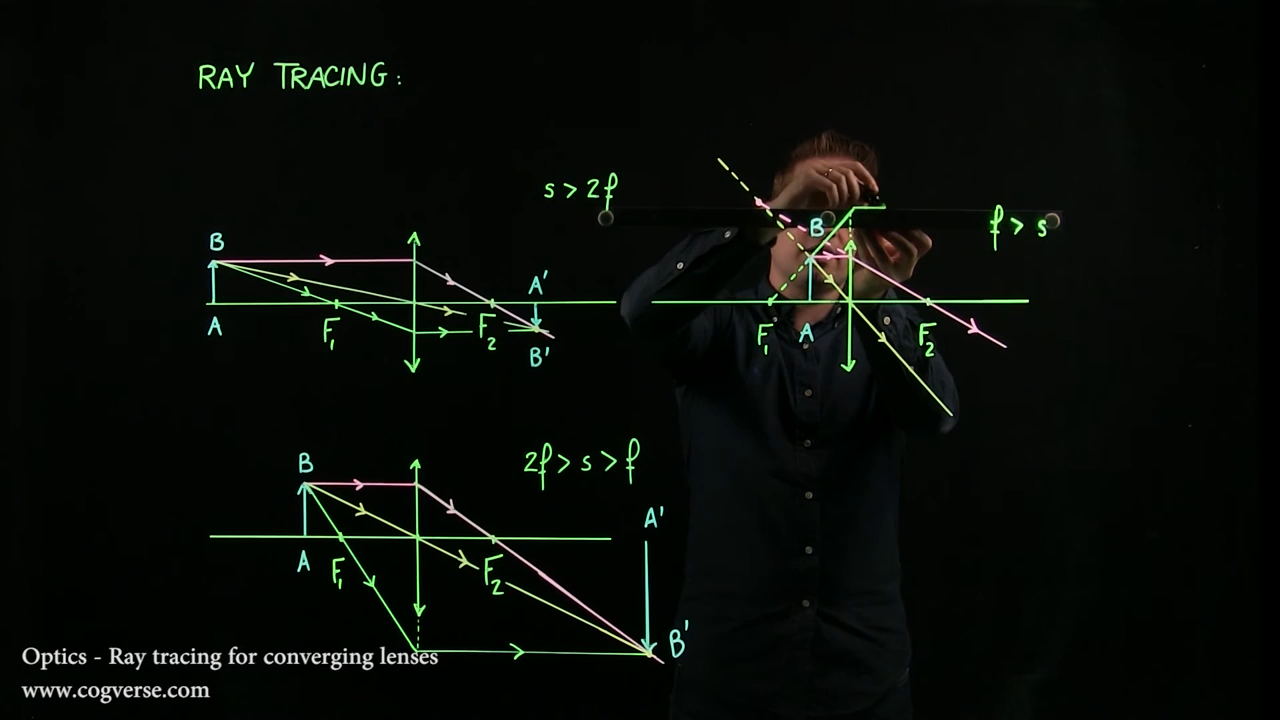 RAY TRACING:
s > 2f
B
A
F₁
F₂
A'
B'
f > s
B
F₁
A
F₂
2f > s > f
B
A
F₁
F₂
A'
B'
Optics - Ray tracing for converging lenses
www.cogverse.com